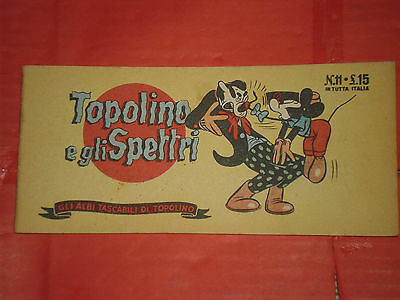 Topolino
e gli Spettri
N.11 • L.15
IN TUTTA ITALIA
GLI ALBI TASCABILI DI TOPOLINO